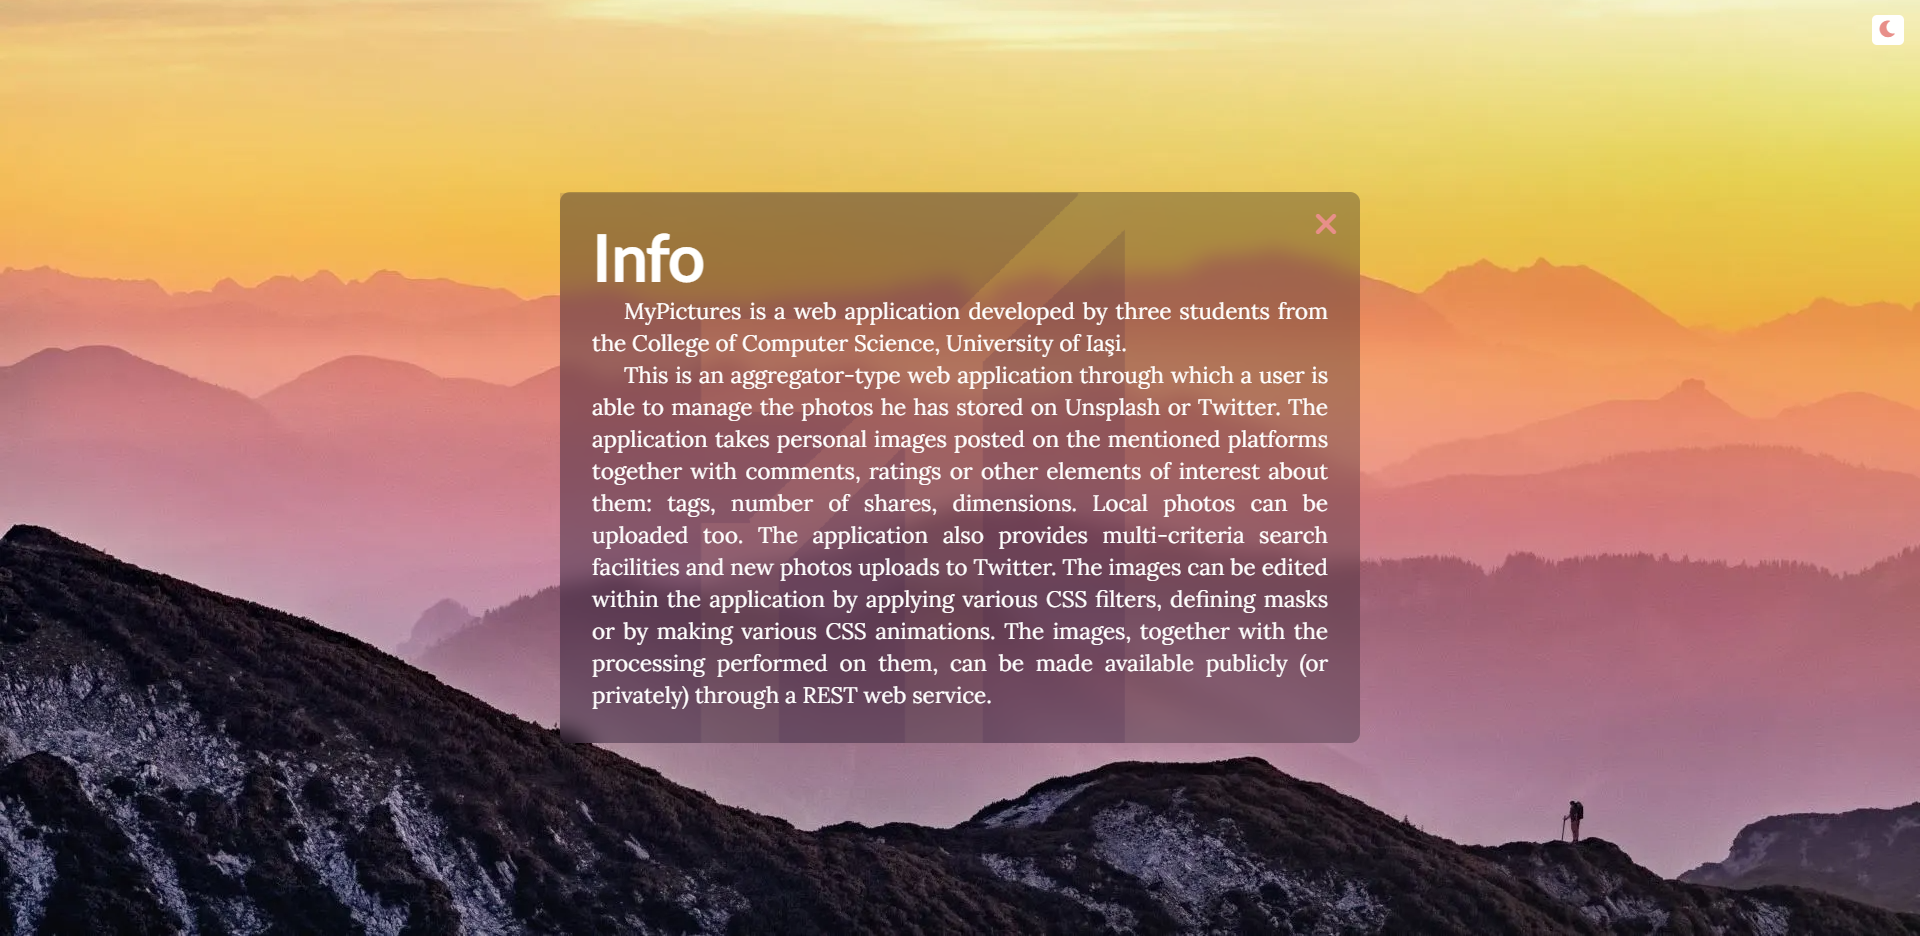 Info
MyPictures is a web application developed by three students from
the College of Computer Science, University of Iaşi.
This is an aggregator-type web application through which a user is
able to manage the photos he has stored on Unsplash or Twitter. The
application takes personal images posted on the mentioned platforms
together with comments, ratings or other elements of interest about
them: tags, number of shares, dimensions. Local photos can be
uploaded too. The application also provides multi-criteria search
facilities and new photos uploads to Twitter. The images can be edited
within the application by applying various CSS filters, defining masks
or by making various CSS animations. The images, together with the
processing performed on them, can be made available publicly (or
privately) through a REST web service.